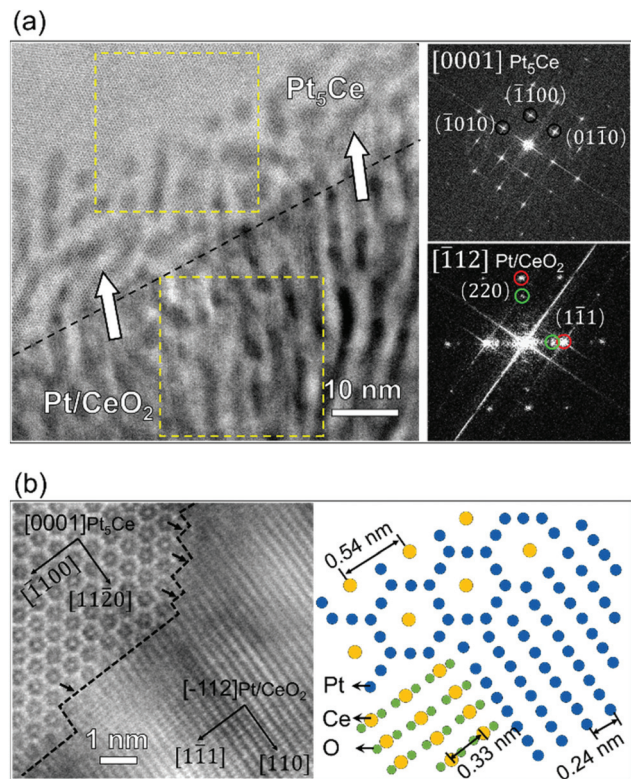 (a)
Pt₅Ce
Pt/CeO₂
10 nm
[0001] Pt₅Ce
(1̄100)
(1̄010)
(011̄0)
[1̄12] Pt/CeO₂
(220)
(11̄1)
(b)
[0001]Pt₅Ce
[1̄100]
[112̄0]
[-112]Pt/CeO₂
[11̄1]
[110]
1 nm
0.54 nm
Pt
Ce
O
0.33 nm
0.24 nm